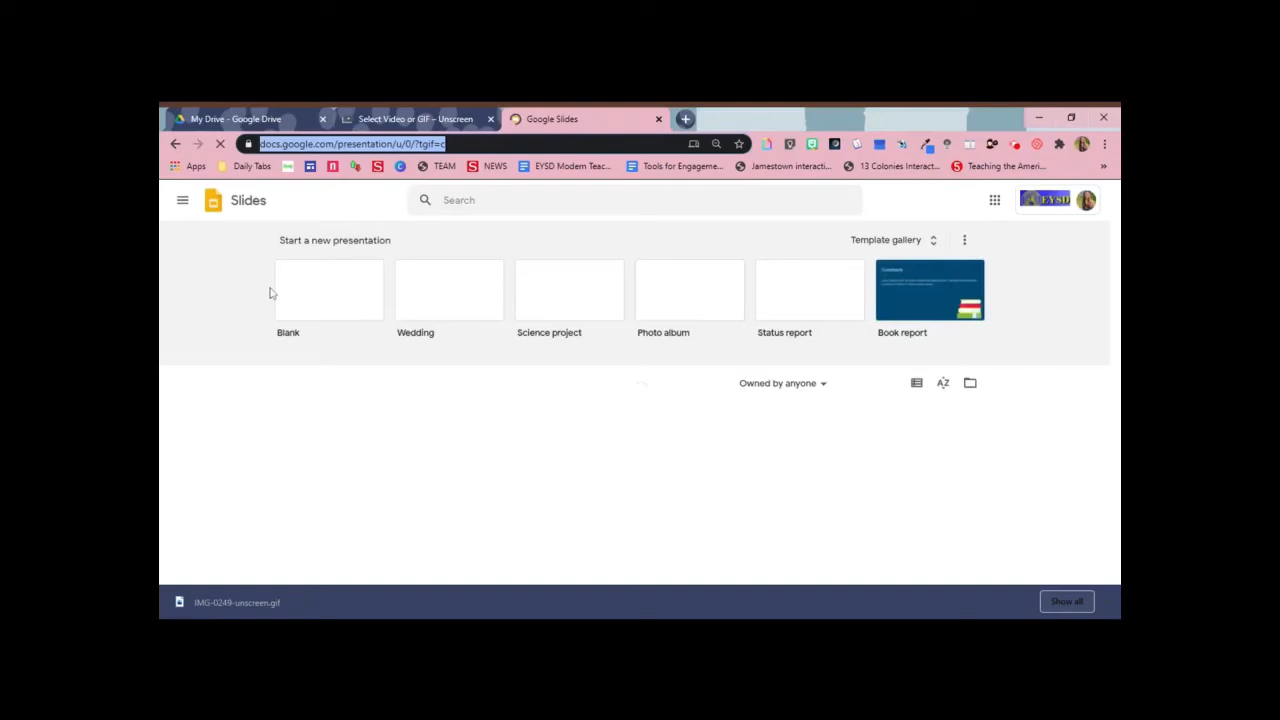 My Drive - Google Drive
Select Video or GIF – Unscreen
Google Slides
docs.google.com/presentation/u/0/?tgif=c
Apps
Daily Tabs
TEAM
NEWS
EYSD Modern Teac...
Tools for Engageme...
Jamestown interacti...
13 Colonies Interact...
Teaching the Ameri...
Slides
Search
EYSD
Start a new presentation
Template gallery
Blank
Wedding
Science project
Photo album
Status report
Book report
Owned by anyone
AZ
IMG-0249-unscreen.gif
Show all